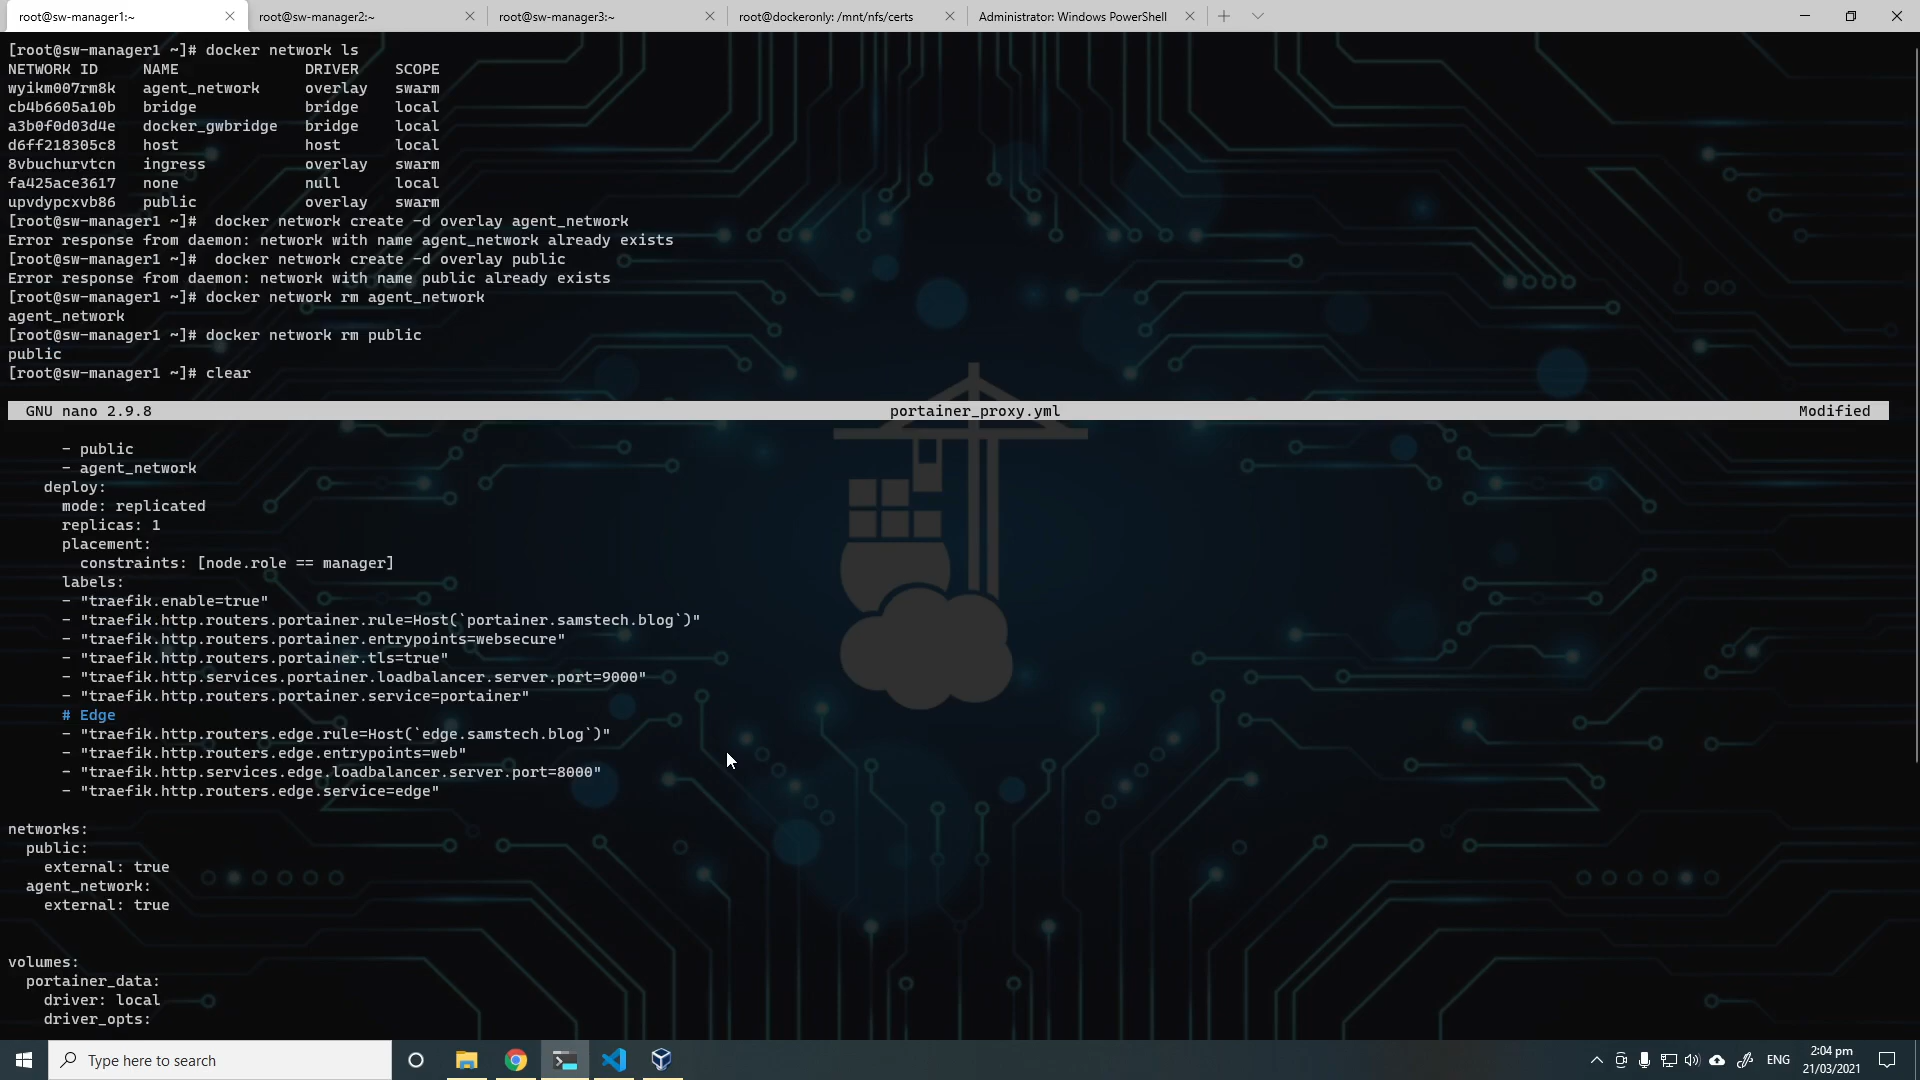 root@sw-manager1:~
root@sw-manager2:~
root@sw-manager3:~
root@dockeronly: /mnt/nfs/certs
Administrator: Windows PowerShell
[root@sw-manager1 ~]# docker network ls
NETWORK ID NAME DRIVER SCOPE
wyikm007rm8k agent_network overlay swarm
cb4b6605a10b bridge bridge local
a3b0f0d03d4e docker_gwbridge bridge local
d6ff218305c8 host host local
8vbuchurvtcn ingress overlay swarm
fa425ace3617 none null local
upvdypcxvb86 public overlay swarm
[root@sw-manager1 ~]#  docker network create -d overlay agent_network
Error response from daemon: network with name agent_network already exists
[root@sw-manager1 ~]#  docker network create -d overlay public
Error response from daemon: network with name public already exists
[root@sw-manager1 ~]# docker network rm agent_network
agent_network
[root@sw-manager1 ~]# docker network rm public
public
[root@sw-manager1 ~]# clear
GNU nano 2.9.8 portainer_proxy.yml Modified
- public
- agent_network
deploy:
mode: replicated
replicas: 1
placement:
constraints: [node.role == manager]
labels:
- "traefik.enable=true"
- "traefik.http.routers.portainer.rule=Host(`portainer.samstech.blog`)"
- "traefik.http.routers.portainer.entrypoints=websecure"
- "traefik.http.routers.portainer.tls=true"
- "traefik.http.services.portainer.loadbalancer.server.port=9000"
- "traefik.http.routers.portainer.service=portainer"
# Edge
- "traefik.http.routers.edge.rule=Host(`edge.samstech.blog`)"
- "traefik.http.routers.edge.entrypoints=web"
- "traefik.http.services.edge.loadbalancer.server.port=8000"
- "traefik.http.routers.edge.service=edge"
networks:
public:
external: true
agent_network:
external: true
volumes:
portainer_data:
driver: local
driver_opts:
Type here to search
ENG
2:04 pm
21/03/2021